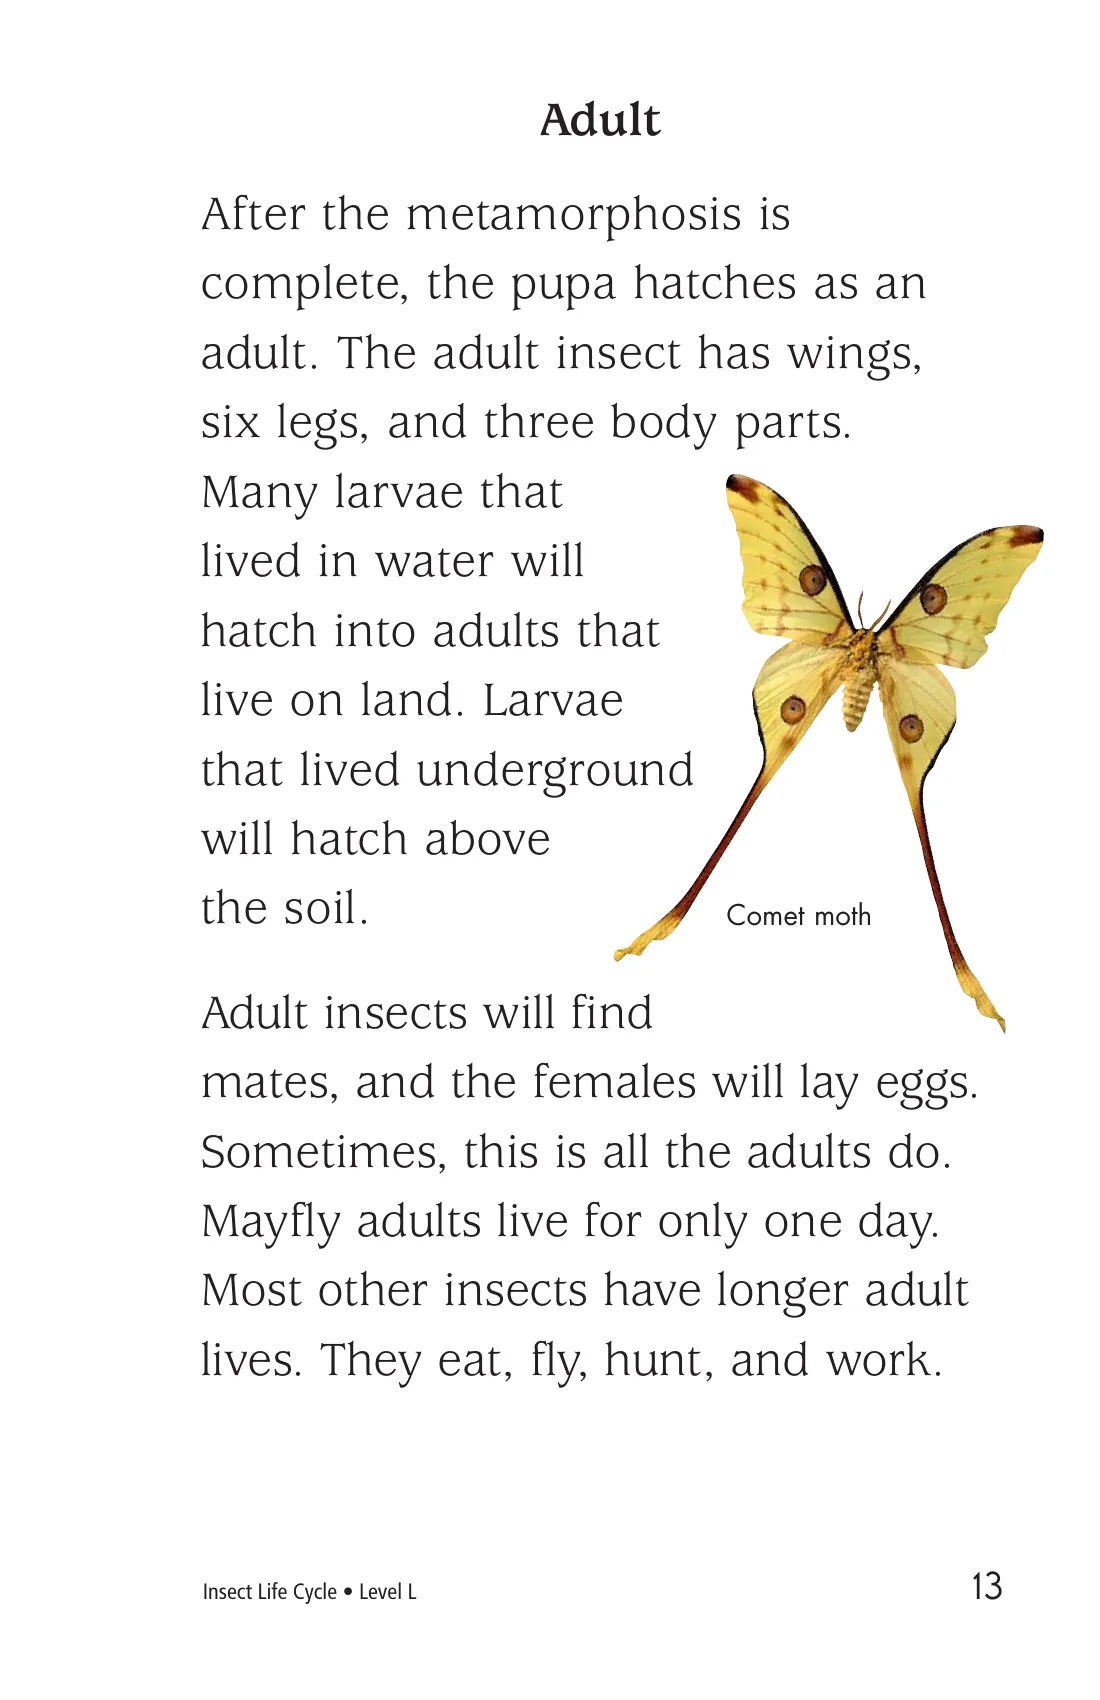 Adult
After the metamorphosis is
complete, the pupa hatches as an
adult. The adult insect has wings,
six legs, and three body parts.
Many larvae that
lived in water will
hatch into adults that
live on land. Larvae
that lived underground
will hatch above
the soil.
Comet moth
Adult insects will find
mates, and the females will lay eggs.
Sometimes, this is all the adults do.
Mayfly adults live for only one day.
Most other insects have longer adult
lives. They eat, fly, hunt, and work.
Insect Life Cycle • Level L
13